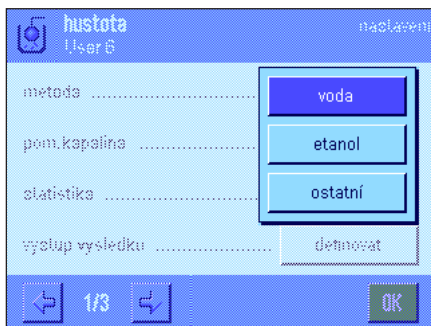 hustota
nastavení
User 6
metoda ....................
voda
pom.kapalina ....................
etanol
statistika ....................
ostatní
výstup výsledku ....................
definovat
1/3
OK